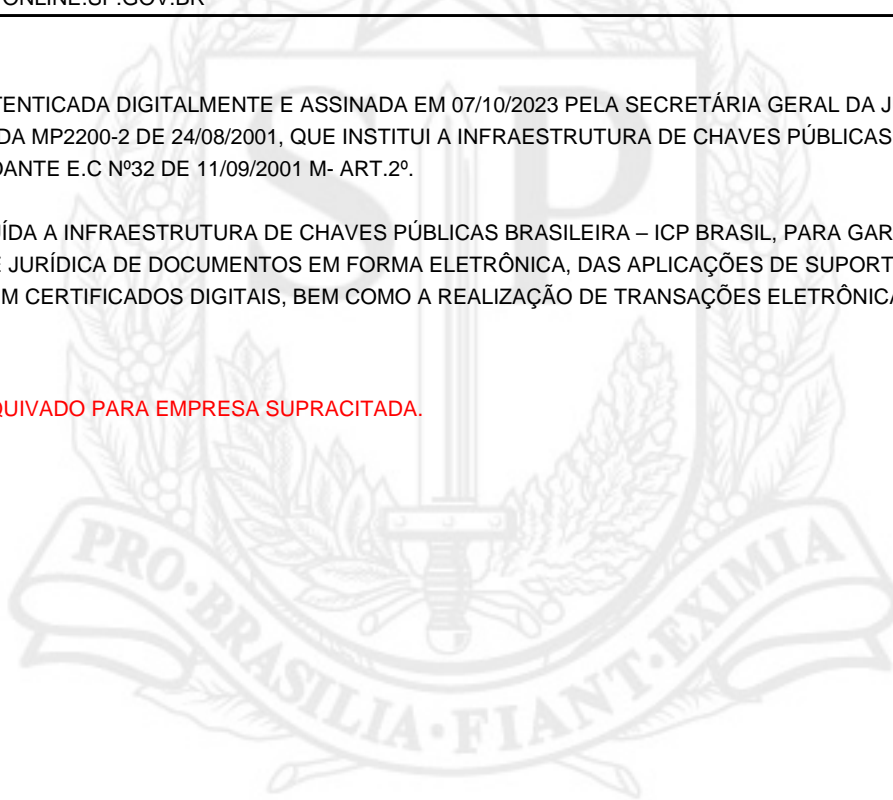 ONLINE.SP.GOV.BR
TENTICADA DIGITALMENTE E ASSINADA EM 07/10/2023 PELA SECRETÁRIA GERAL DA J
DA MP2200-2 DE 24/08/2001, QUE INSTITUI A INFRAESTRUTURA DE CHAVES PÚBLICAS
DANTE E.C Nº32 DE 11/09/2001 M- ART.2º.
ÍDA A INFRAESTRUTURA DE CHAVES PÚBLICAS BRASILEIRA – ICP BRASIL, PARA GAR
E JURÍDICA DE DOCUMENTOS EM FORMA ELETRÔNICA, DAS APLICAÇÕES DE SUPORT
M CERTIFICADOS DIGITAIS, BEM COMO A REALIZAÇÃO DE TRANSAÇÕES ELETRÔNICA
QUIVADO PARA EMPRESA SUPRACITADA.
SP
PRO·BRASILIA·FIANT·EXIMIA